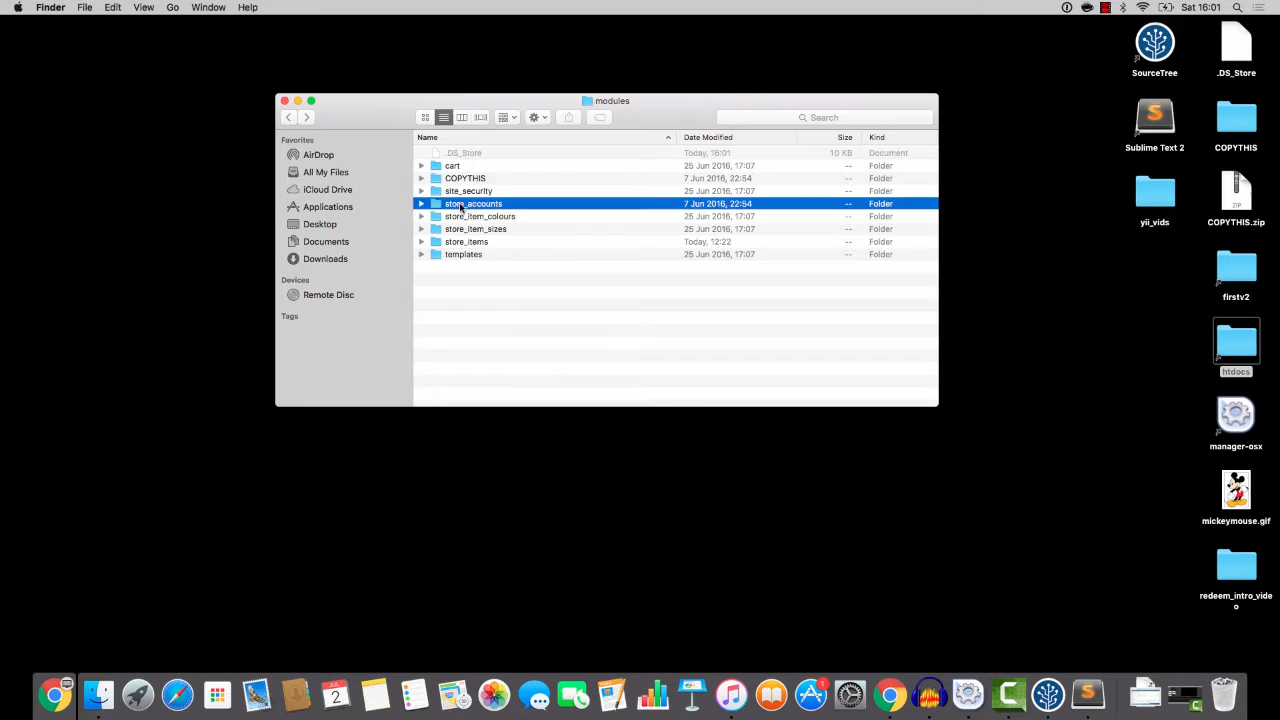 Finder File Edit View Go Window Help Sat 16:01
modules
Search
Favorites
AirDrop
All My Files
iCloud Drive
Applications
Desktop
Documents
Downloads
Devices
Remote Disc
Tags
Name Date Modified Size Kind
.DS_Store Today, 16:01 10 KB Document
cart 25 Jun 2016, 17:07 -- Folder
COPYTHIS 7 Jun 2016, 22:54 -- Folder
site_security 25 Jun 2016, 17:07 -- Folder
store_accounts 7 Jun 2016, 22:54 -- Folder
store_item_colours 25 Jun 2016, 17:07 -- Folder
store_item_sizes 25 Jun 2016, 17:07 -- Folder
store_items Today, 12:22 -- Folder
templates 25 Jun 2016, 17:07 -- Folder
SourceTree
.DS_Store
Sublime Text 2
COPYTHIS
yii_vids
ZIP
COPYTHIS.zip
firstv2
htdocs
manager-osx
mickeymouse.gif
redeem_intro_vide
o
JUL
2
1